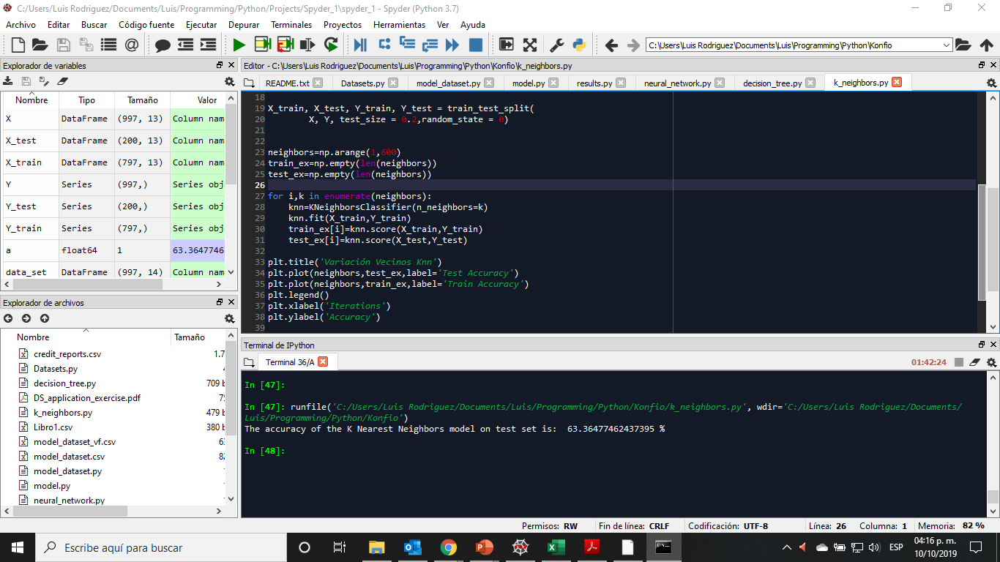 C:/Users/Luis Rodriguez/Documents/Luis/Programming/Python/Projects/Spyder_1\spyder_1 - Spyder (Python 3.7)
Archivo Editar Buscar Código fuente Ejecutar Depurar Terminales Proyectos Herramientas Ver Ayuda
C:\Users\Luis Rodriguez\Documents\Luis\Programming\Python\Konfio
Explorador de variables
Nombre Tipo Tamaño Valor
X DataFrame (997, 13) Column nam
X_test DataFrame (200, 13) Column nam
X_train DataFrame (797, 13) Column nam
Y Series (997,) Series obj
Y_test Series (200,) Series obj
Y_train Series (797,) Series obj
a float64 1 63.3647746
data_set DataFrame (997, 14) Column nam
Explorador de archivos
Nombre Tamaño
credit_reports.csv 1.7
Datasets.py
decision_tree.py 709 b
DS_application_exercise.pdf
k_neighbors.py 479 b
Libro1.csv 380 b
model_dataset_vf.csv
model_dataset.csv
model_dataset.py
model.py
neural_network.py
Editor - C:\Users\Luis Rodriguez\Documents\Luis\Programming\Python\Konfio\k_neighbors.py
README.txt Datasets.py model_dataset.py model.py results.py neural_network.py decision_tree.py k_neighbors.py
18
19 X_train, X_test, Y_train, Y_test = train_test_split(
20 X, Y, test_size = 0.2,random_state = 0)
21
22
23 neighbors=np.arange(1,600)
24 train_ex=np.empty(len(neighbors))
25 test_ex=np.empty(len(neighbors))
26
27 for i,k in enumerate(neighbors):
28 knn=KNeighborsClassifier(n_neighbors=k)
29 knn.fit(X_train,Y_train)
30 train_ex[i]=knn.score(X_train,Y_train)
31 test_ex[i]=knn.score(X_test,Y_test)
32
33 plt.title('Variación Vecinos Knn')
34 plt.plot(neighbors,test_ex,label='Test Accuracy')
35 plt.plot(neighbors,train_ex,label='Train Accuracy')
36 plt.legend()
37 plt.xlabel('Iterations')
38 plt.ylabel('Accuracy')
39
Terminal de IPython
Terminal 36/A 01:42:24
In [47]:
In [47]: runfile('C:/Users/Luis Rodriguez/Documents/Luis/Programming/Python/Konfio/k_neighbors.py', wdir='C:/Users/Luis Rodriguez/Documents/
Luis/Programming/Python/Konfio')
The accuracy of the K Nearest Neighbors model on test set is: 63.36477462437395 %
In [48]:
Permisos: RW Fin de línea: CRLF Codificación: UTF-8 Línea: 26 Columna: 1 Memoria: 82 %
Escribe aquí para buscar
ESP
04:16 p. m.
10/10/2019